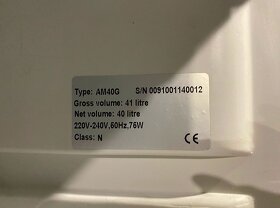 Type: AM40G S/N 0091001140012
Gross volume: 41 litre
Net volume: 40 litre
220V-240V,50Hz,75W
Class: N CE